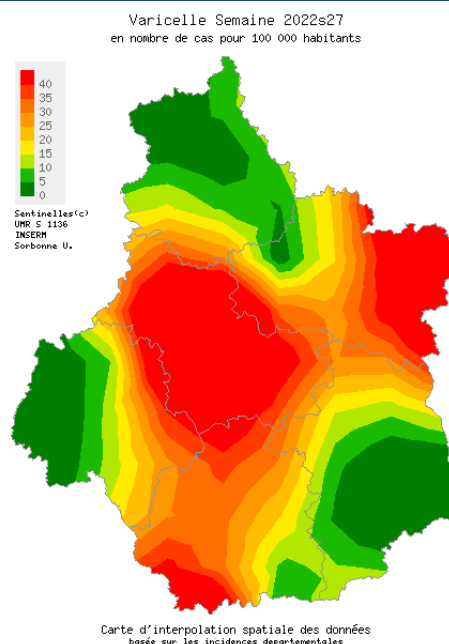 Varicelle Semaine 2022s27
en nombre de cas pour 100 000 habitants
40
35
30
25
20
15
10
5
0
Sentinelles(c)
UMR S 1136
INSERM
Sorbonne U.
Carte d'interpolation spatiale des données
basée sur les incidences departementales